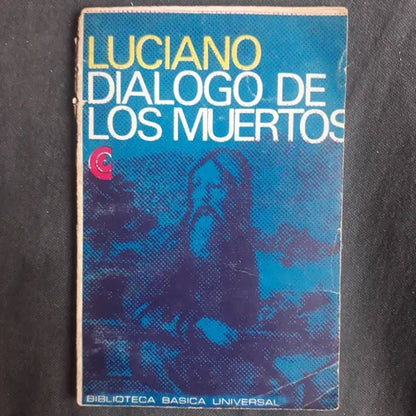 LUCIANO
DIALOGO DE
LOS MUERTOS
BIBLIOTECA BASICA UNIVERSAL